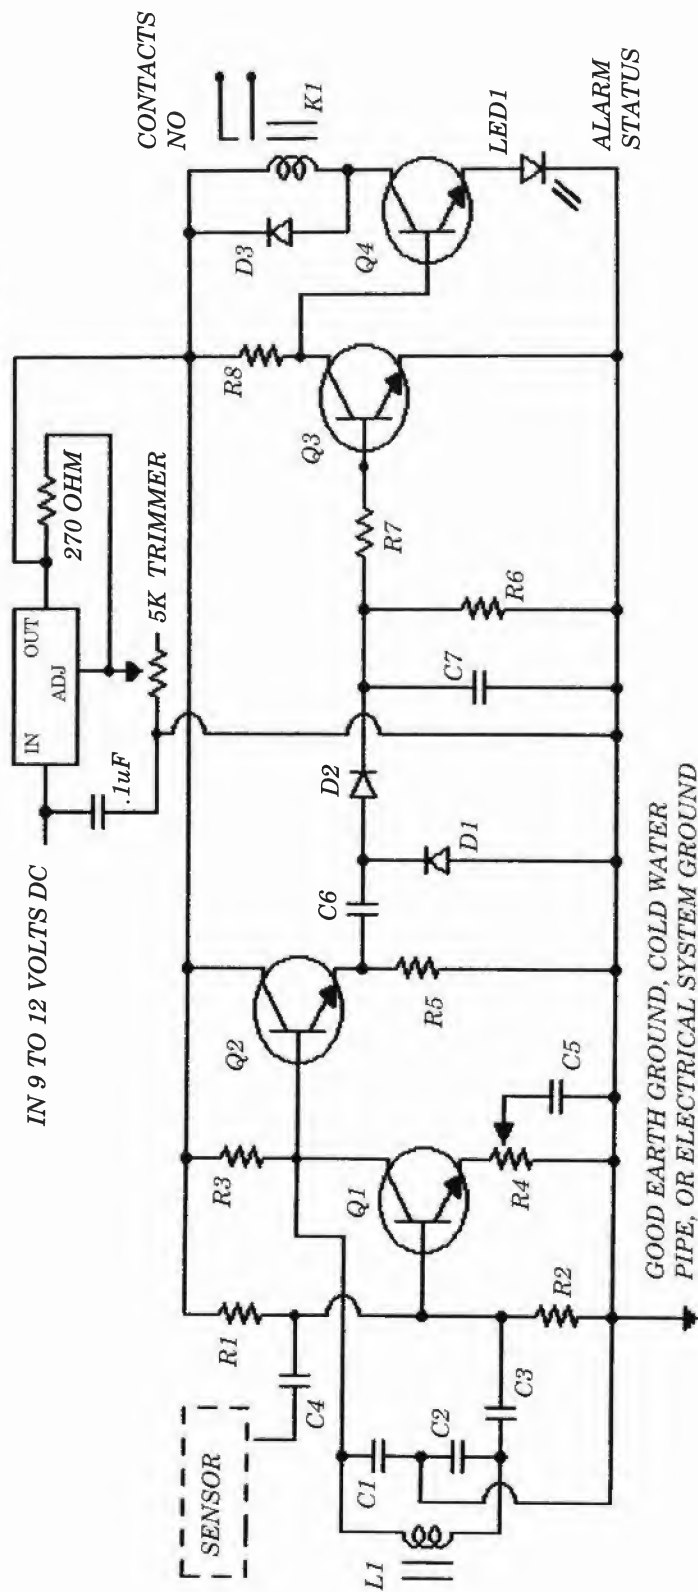 IN 9 TO 12 VOLTS DC
IN
OUT
ADJ
270 OHM
.1uF
5K TRIMMER
CONTACTS
NO
SENSOR
R1
R3
Q2
R8
D3
K1
C4
Q1
C6
D2
Q3
Q4
R7
LED1
L1
C1
C2
C3
R2
R4
C5
R5
D1
C7
R6
ALARM
STATUS
GOOD EARTH GROUND, COLD WATER
PIPE, OR ELECTRICAL SYSTEM GROUND